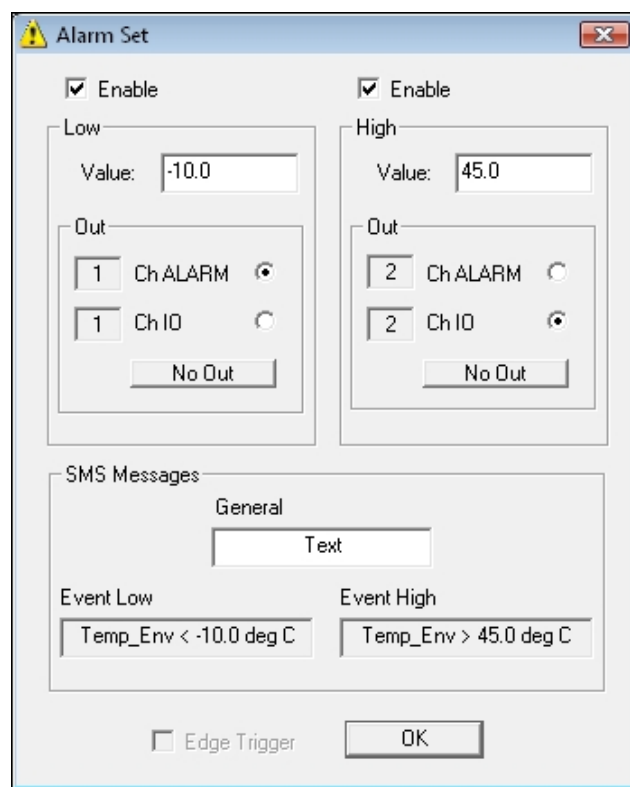 Alarm Set
Enable Enable
Low High
Value: -10.0 Value: 45.0
Out Out
1 Ch ALARM 2 Ch ALARM
1 Ch IO 2 Ch IO
No Out No Out
SMS Messages
General
Text
Event Low Event High
Temp_Env < -10.0 deg C Temp_Env > 45.0 deg C
Edge Trigger OK